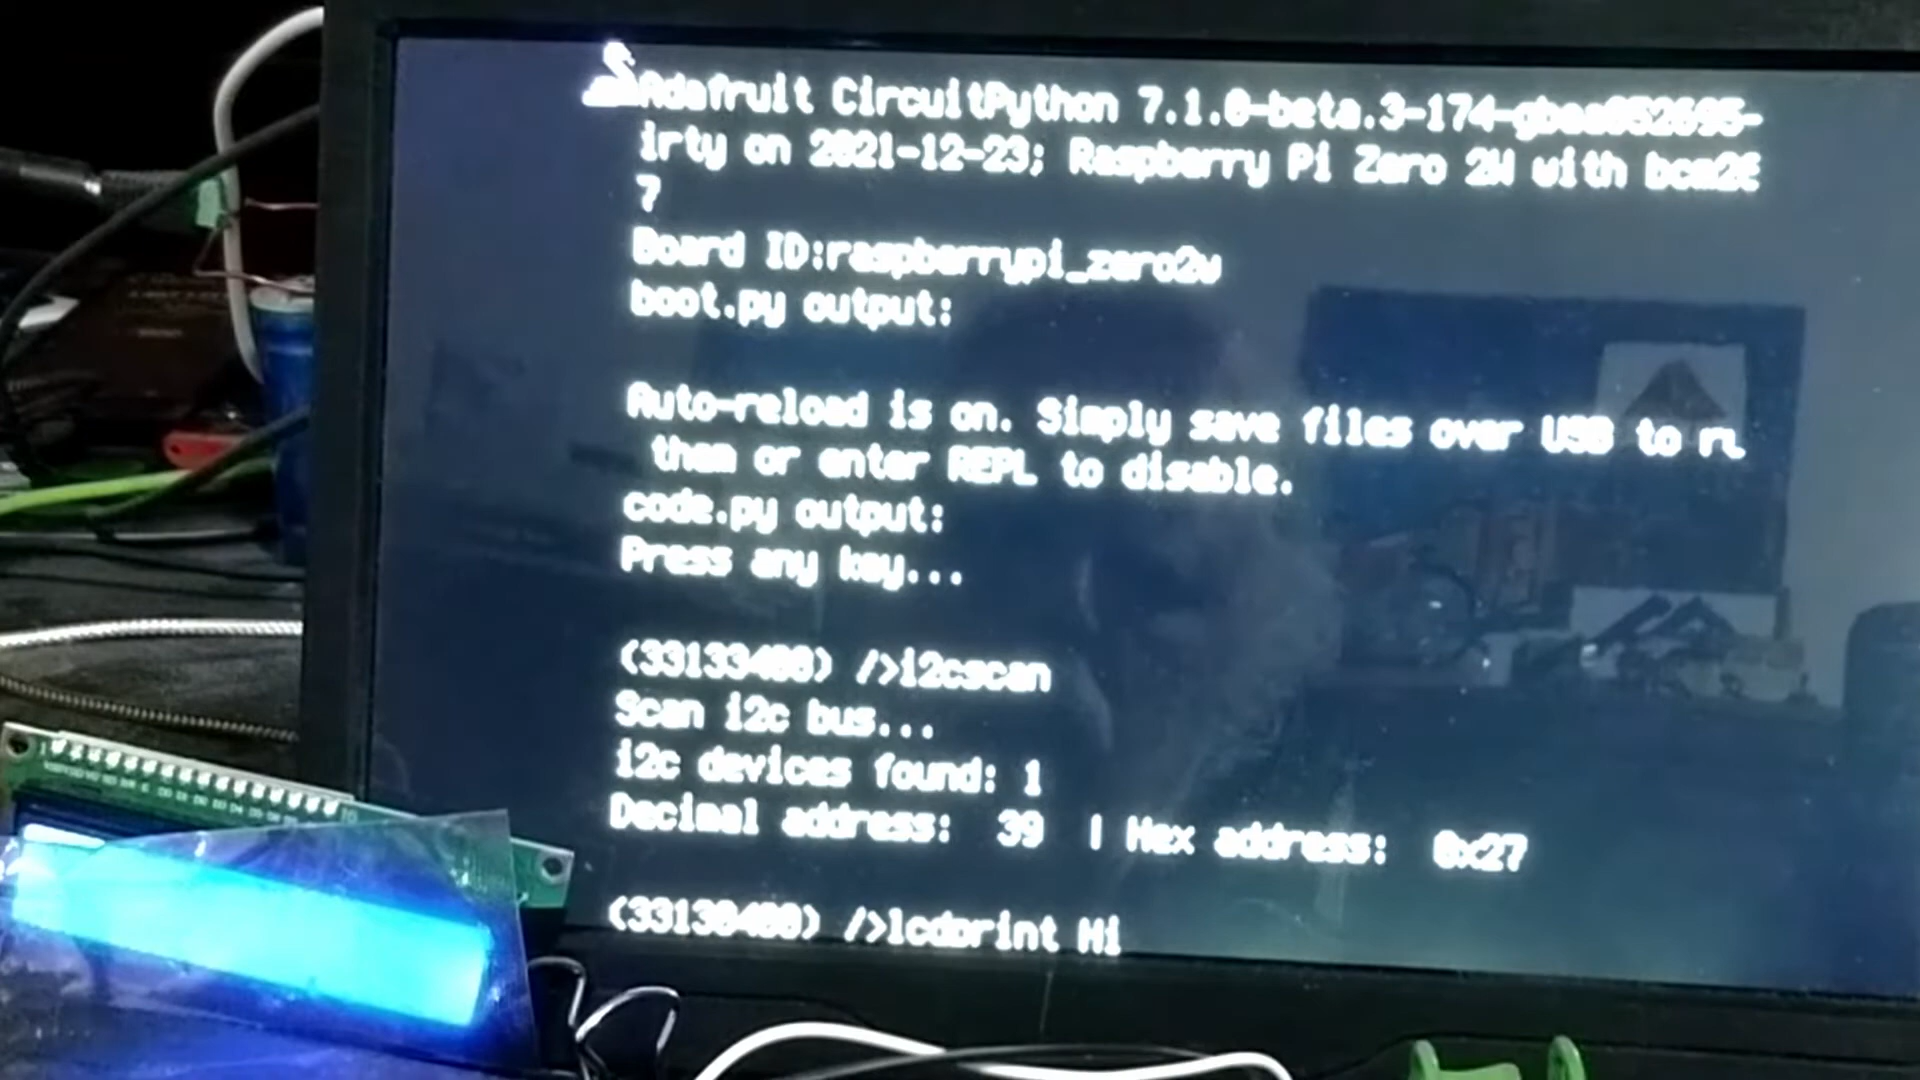 Adafruit CircuitPython 7.1.0-beta.3-174-
irty on 2021-12-23; Raspberry Pi Zero 2W with
7
Board ID:raspberrypi_zero2w
boot.py output:
Auto-reload is on. Simply save files over USB to
them or enter REPL to disable.
code.py output:
Press any key...
(33133400) />i2cscan
Scan i2c bus...
i2c devices found: 1
Decimal address: 39 | Hex address: 0x27
(33130400) />lcdprint Hi